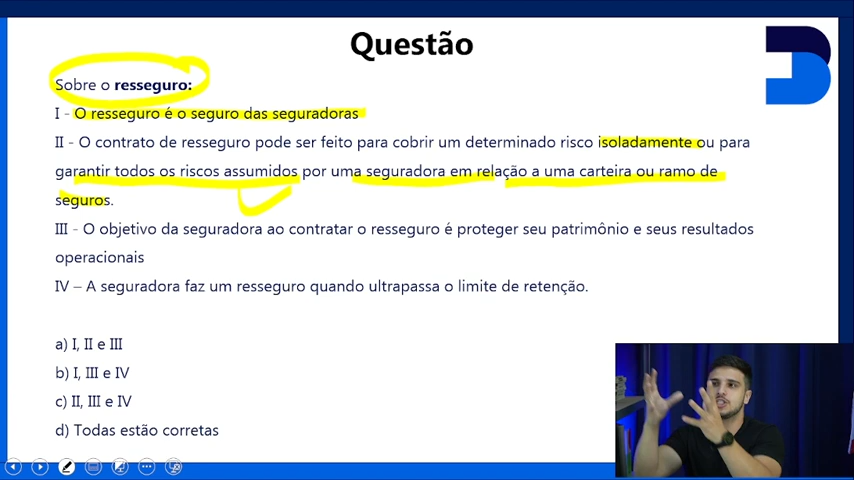 Questão
Sobre o resseguro:
I - O resseguro é o seguro das seguradoras
II - O contrato de resseguro pode ser feito para cobrir um determinado risco isoladamente ou para
garantir todos os riscos assumidos por uma seguradora em relação a uma carteira ou ramo de
seguros.
III - O objetivo da seguradora ao contratar o resseguro é proteger seu patrimônio e seus resultados
operacionais
IV – A seguradora faz um resseguro quando ultrapassa o limite de retenção.
a) I, II e III
b) I, III e IV
c) II, III e IV
d) Todas estão corretas